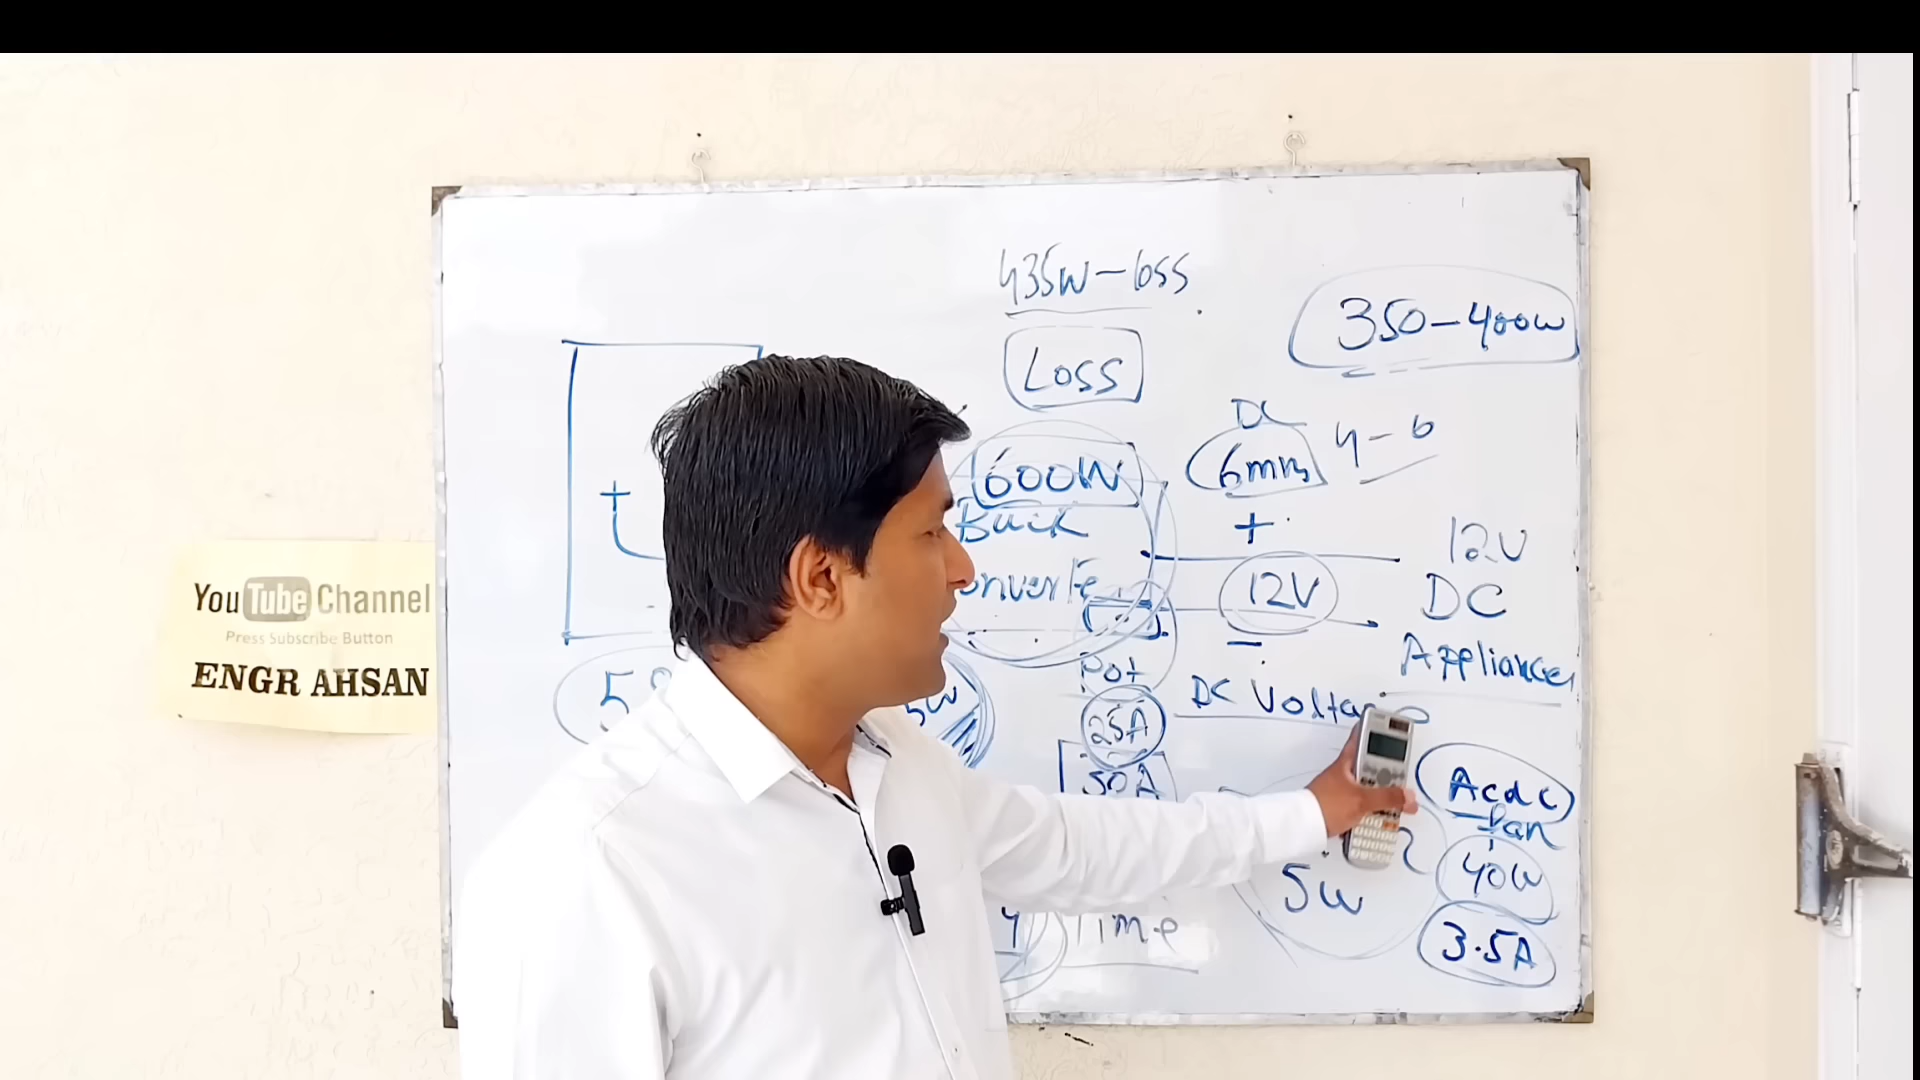 435W-loss
350-400w
Loss
DC
6mm
4-6
600W
Buck
+
+
12V
12V
DC
Appliances
-
Pot
DC Voltage
25A
50A
5w
Acdc
fan
40W
3.5A
Time
YouTube Channel
Press Subscribe Button
ENGR AHSAN